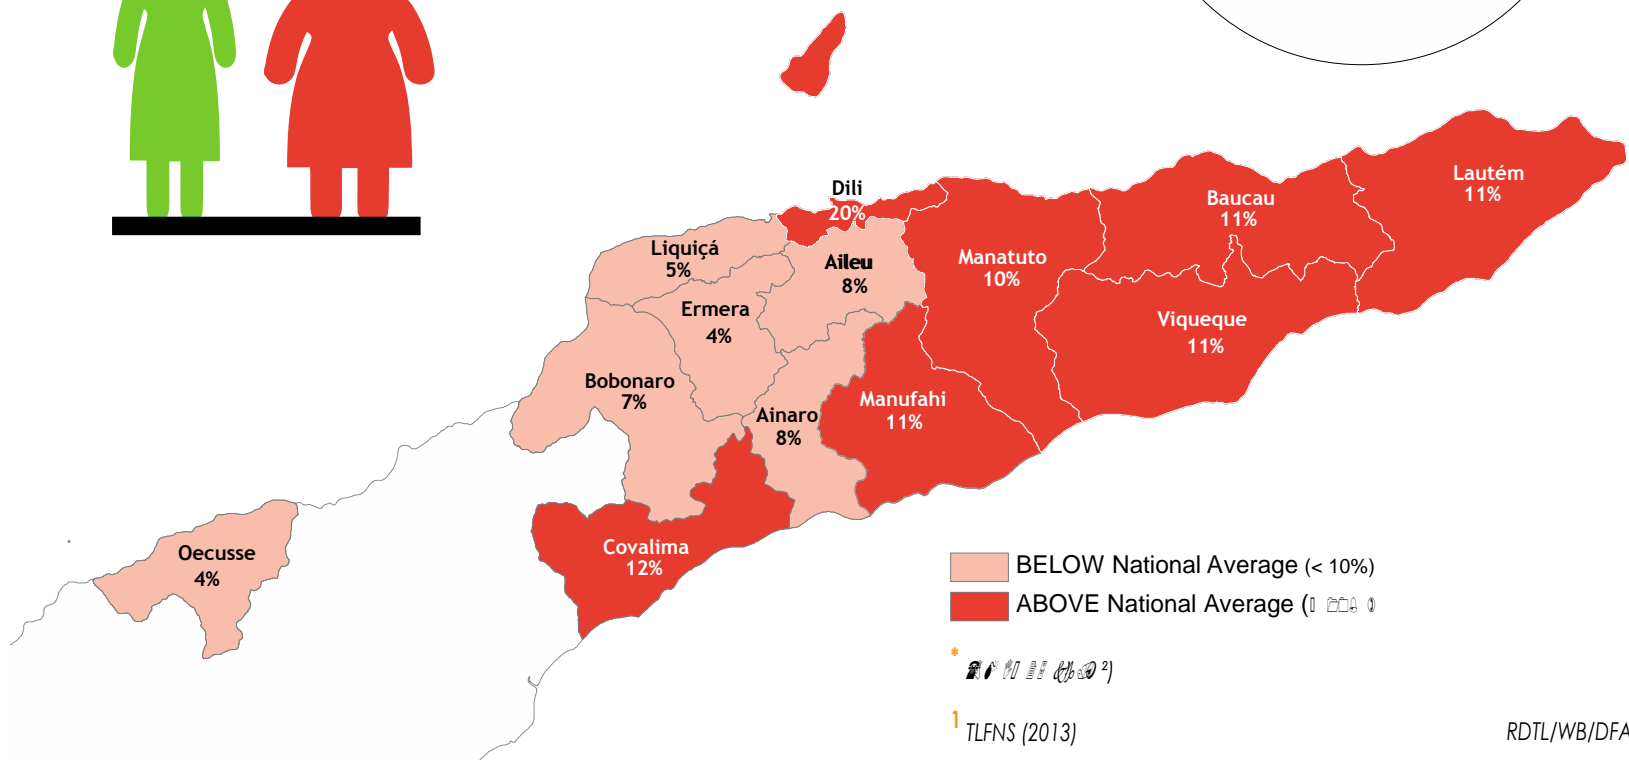 Dili
20%
Lautém
11%
Baucau
11%
Liquiçá
5%
Aileu
8%
Manatuto
10%
Ermera
4%
Viqueque
11%
Bobonaro
7%
Manufahi
11%
Ainaro
8%
Covalima
12%
Oecusse
4%
BELOW National Average (< 10%)
ABOVE National Average (
*
²)
1 TLFNS (2013)
RDTL/WB/DFA